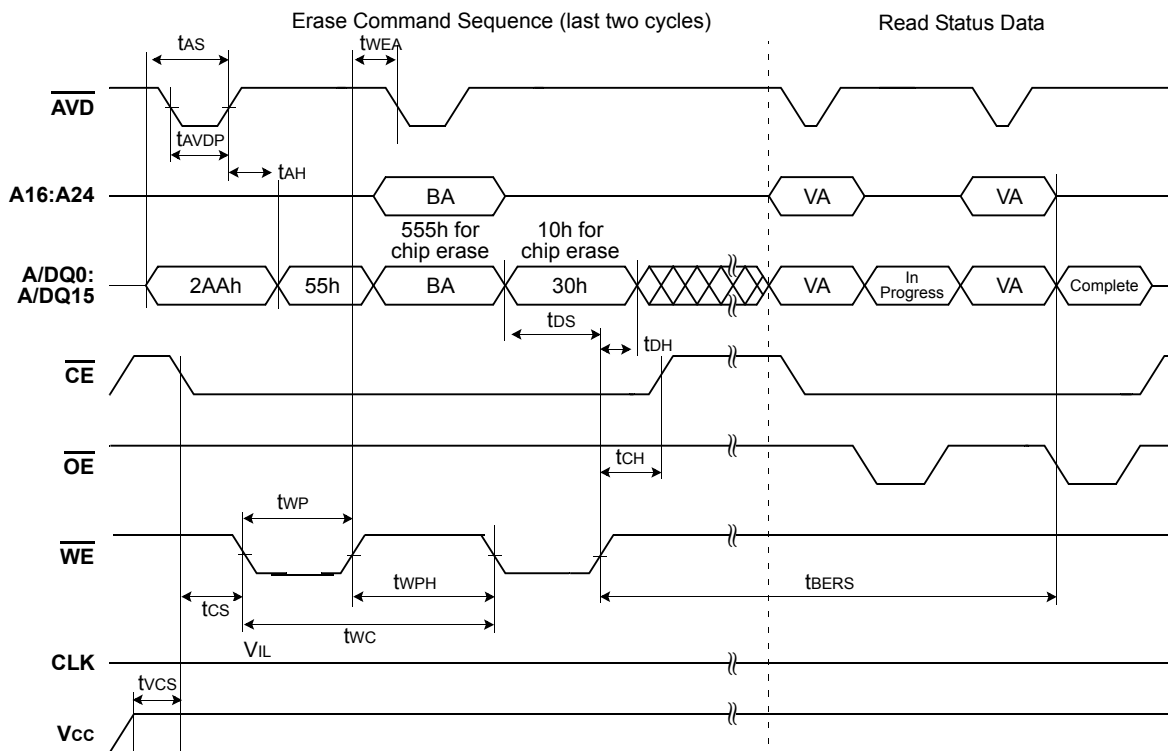 Erase Command Sequence (last two cycles)
Read Status Data
tAS
tWEA
AVD
tAVDP
tAH
A16:A24
BA
VA
VA
555h for
chip erase
10h for
chip erase
A/DQ0:
A/DQ15
2AAh
55h
BA
30h
VA
In
Progress
VA
Complete
tDS
tDH
CE
OE
tCH
tWP
WE
tWPH
tBERS
tCS
tWC
VIL
CLK
tVCS
Vcc